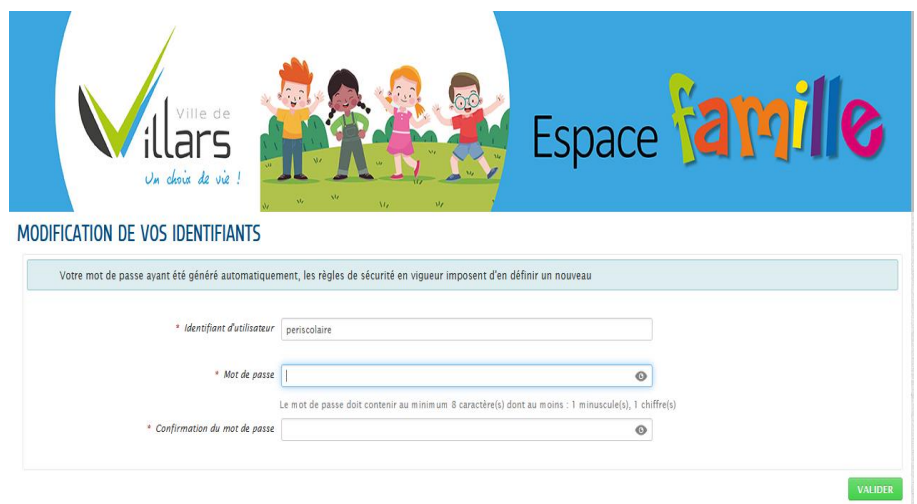 Ville de
Villars
Un choix de vie !
Espace famille
MODIFICATION DE VOS IDENTIFIANTS
Votre mot de passe ayant été généré automatiquement, les règles de sécurité en vigueur imposent d'en définir un nouveau
* Identifiant d'utilisateur periscolaire
* Mot de passe
Le mot de passe doit contenir au minimum 8 caractère(s) dont au moins : 1 minuscule(s), 1 chiffre(s)
* Confirmation du mot de passe
VALIDER